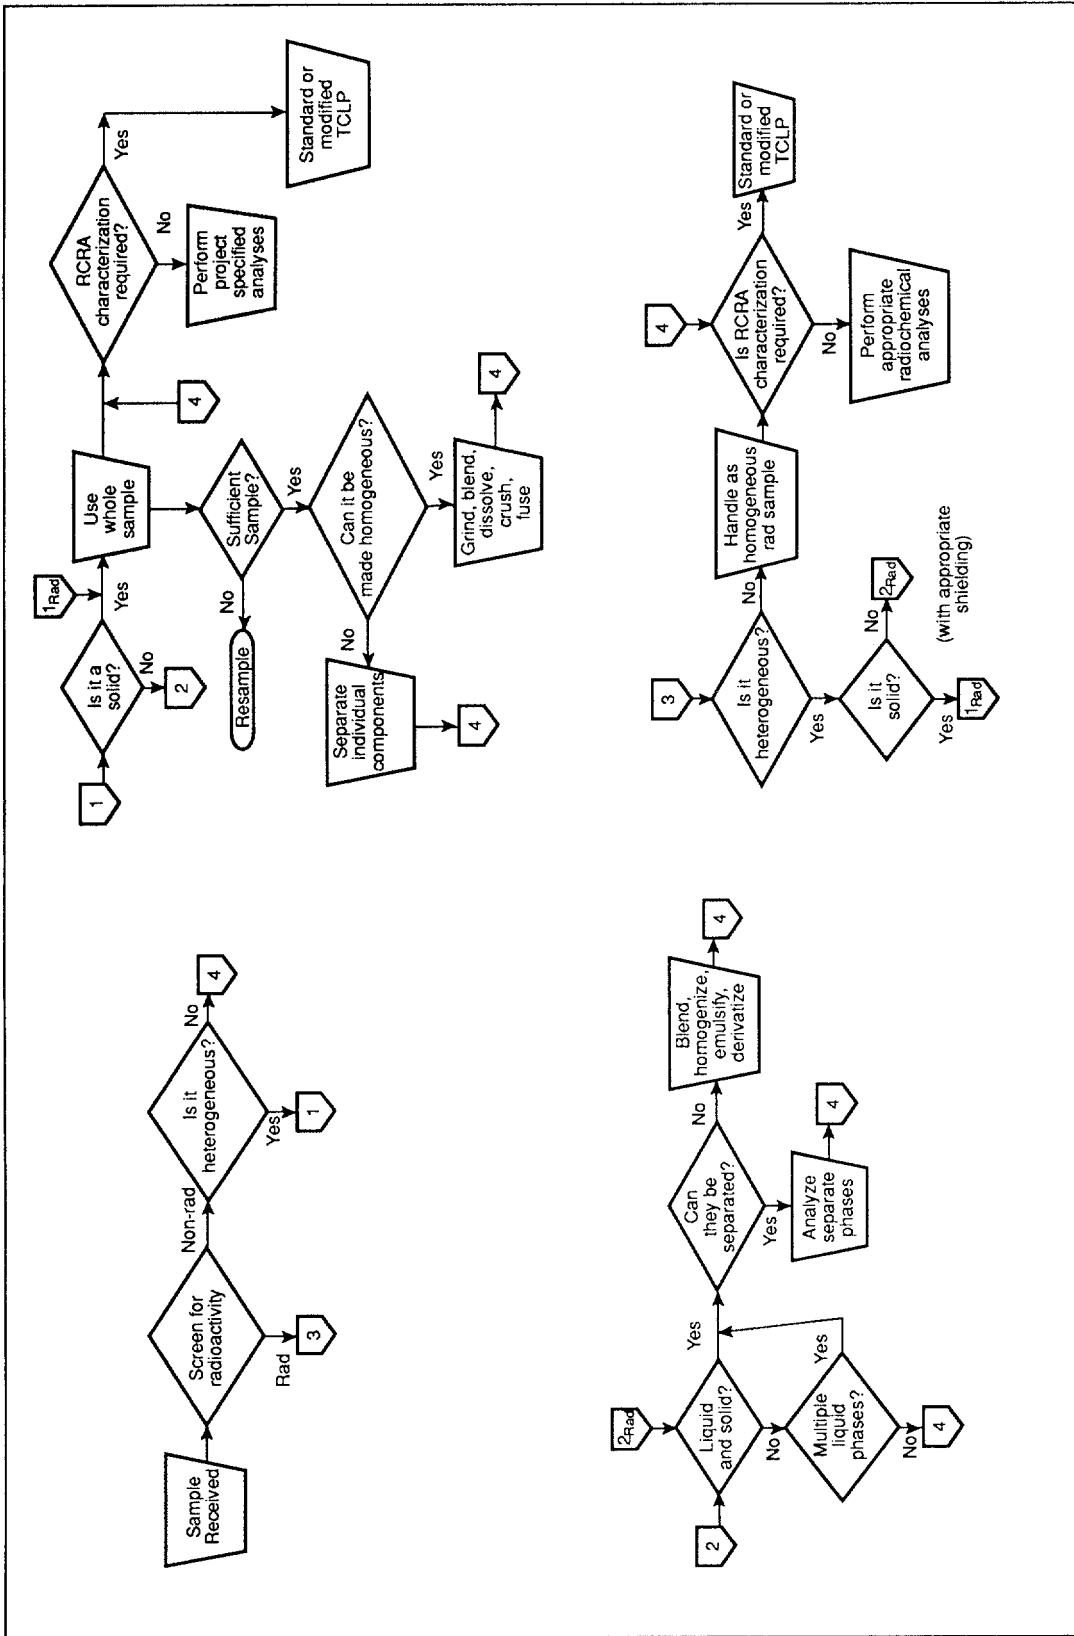 Sample
Received
Screen for
radioactivity
Rad
3
Non-rad
Is it
heterogeneous?
No
4
Yes
1
1
Is it a
solid?
No
2
1Rad
Yes
Use
whole
sample
4
RCRA
characterization
required?
Yes
Standard or
modified
TCLP
No
Perform
project
specified
analyses
Sufficient
Sample?
No
Resample
Yes
Can it be
made homogeneous?
No
Separate
individual
components
4
Yes
Grind, blend,
dissolve,
crush,
fuse
4
2
2Rad
Liquid
and solid?
Yes
No
Multiple
liquid
phases?
Yes
No
4
Can
they be
separated?
No
Blend,
homogenize,
emulsify,
derivatize
4
Yes
Analyze
separate
phases
4
3
Is it
heterogeneous?
No
Handle as
homogeneous
rad sample
Yes
Is it
solid?
No
2Rad
Yes
1Rad
(with appropriate
shielding)
4
Is RCRA
characterization
required?
Yes
Standard or
modified
TCLP
No
Perform
appropriate
radiochemical
analyses